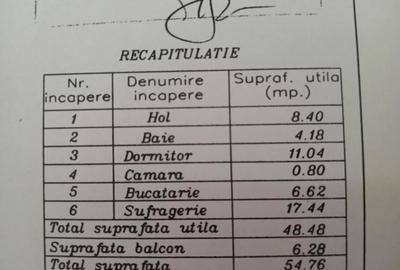 RECAPITULATIE
Nr. incapere Denumire incapere Supraf. utila (mp.)
1 Hol 8.40
2 Baie 4.18
3 Dormitor 11.04
4 Camara 0.80
5 Bucatarie 6.62
6 Sufragerie 17.44
Total suprafata utila 48.48
Suprafata balcon 6.28
Total suprafata 54.76